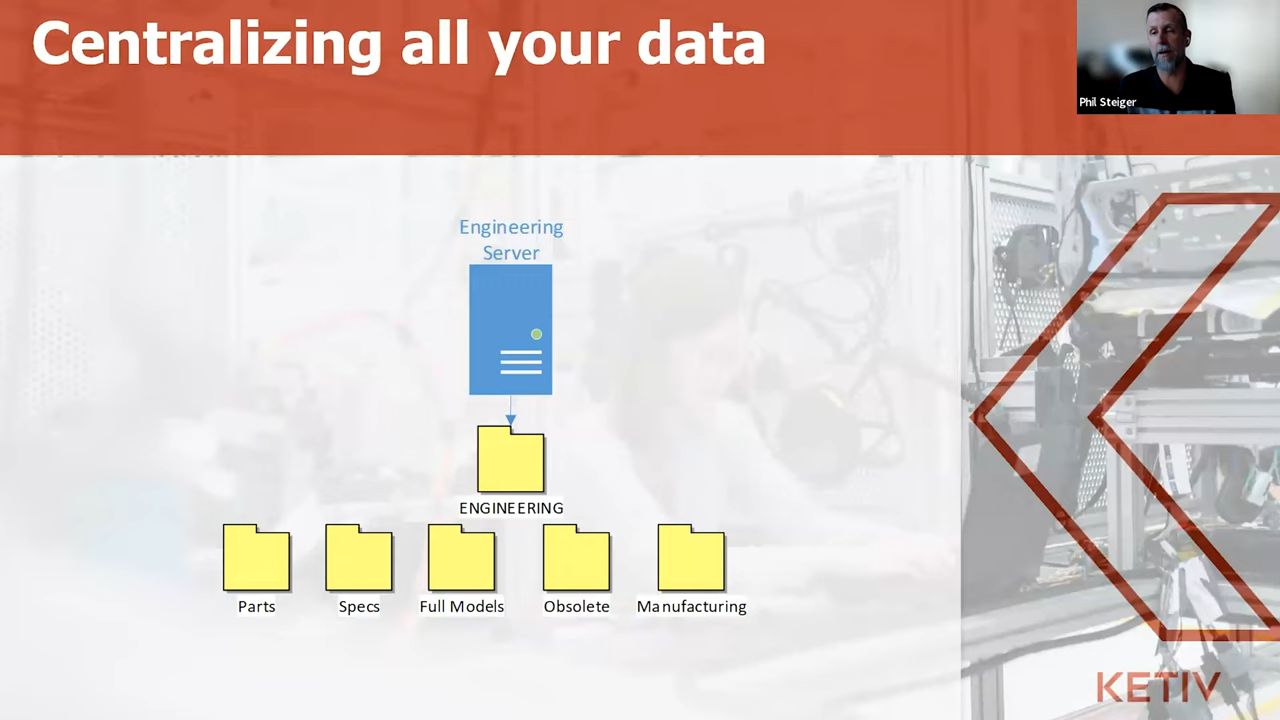 Centralizing all your data
Phil Steiger
Engineering
Server
ENGINEERING
Parts
Specs
Full Models
Obsolete
Manufacturing
KETIV